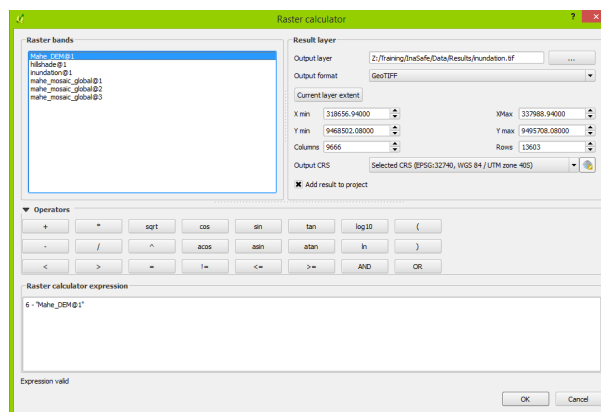 Raster calculator
? ×
Raster bands
Mahe_DEM@1
hillshade@1
inundation@1
mahe_mosaic_global@1
mahe_mosaic_global@2
mahe_mosaic_global@3
Result layer
Output layer Z:/Training/InaSafe/Data/Results/inundation.tif ...
Output format GeoTIFF
Current layer extent
X min 318656.94000 XMax 337988.94000
Y min 9468502.08000 Y max 9495708.08000
Columns 9666 Rows 13603
Output CRS Selected CRS (EPSG:32740, WGS 84 / UTM zone 40S)
Add result to project
Operators
+ * sqrt cos sin tan log10 (
- / ^ acos asin atan ln )
< > = != <= >= AND OR
Raster calculator expression
6 - "Mahe_DEM@1"
Expression valid
OK Cancel